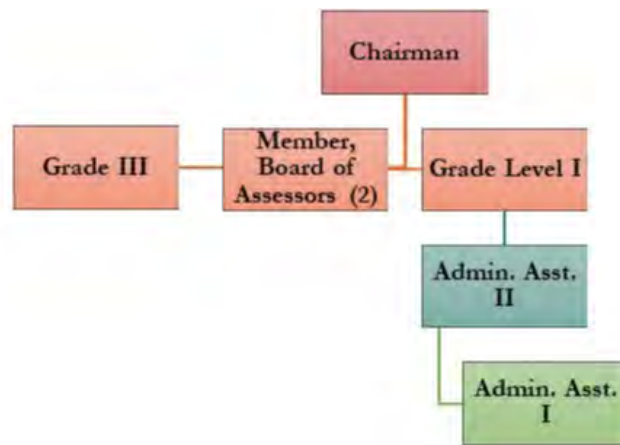 Chairman
Grade III
Member,
Board of
Assessors (2)
Grade Level I
Admin. Asst.
II
Admin. Asst.
I